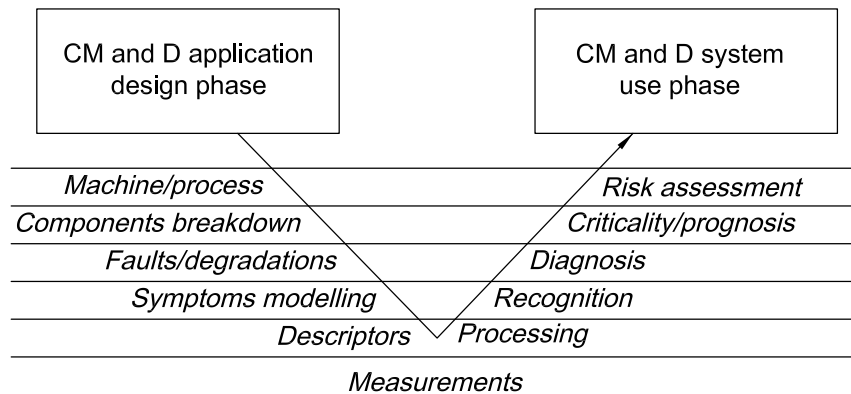 CM and D application
design phase
CM and D system
use phase
Machine/process
Risk assessment
Components breakdown
Criticality/prognosis
Faults/degradations
Diagnosis
Symptoms modelling
Recognition
Descriptors
Processing
Measurements